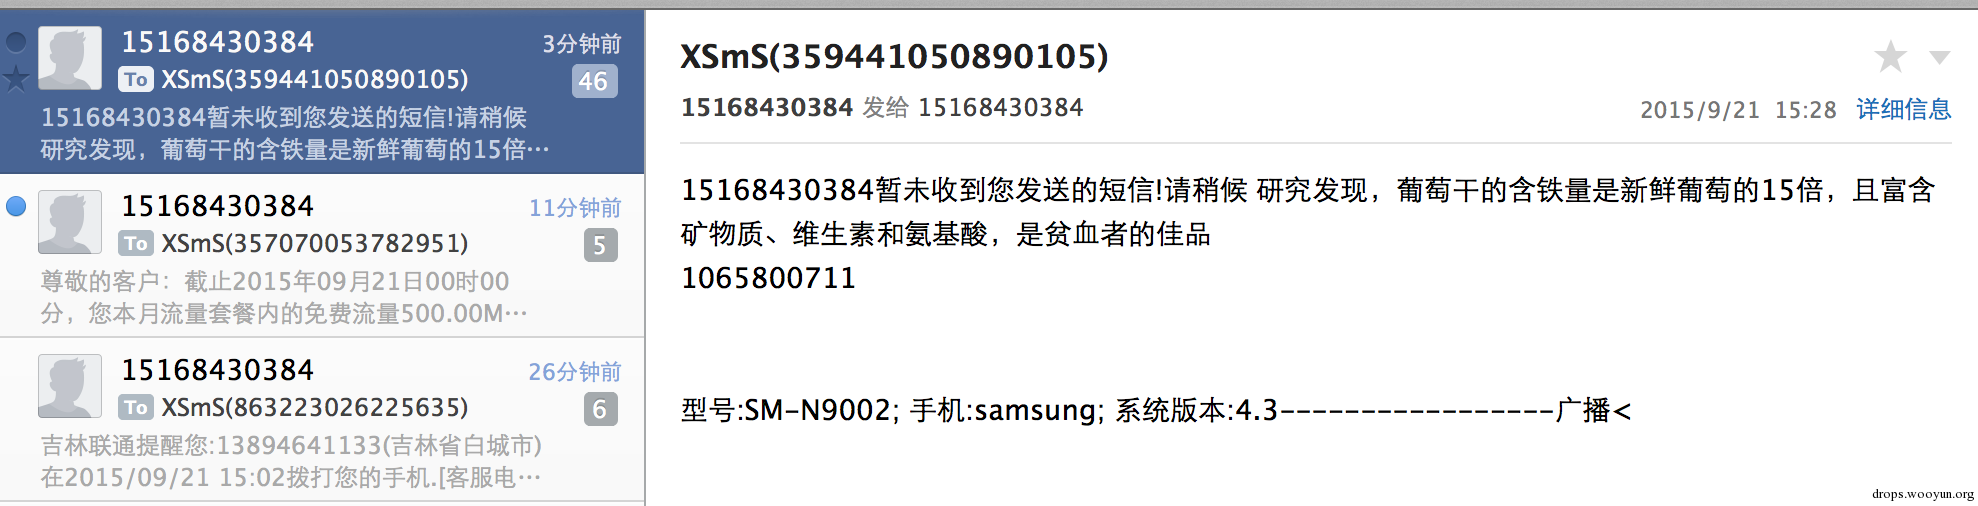 15168430384
3分钟前
To XSmS(359441050890105)
46
15168430384暂未收到您发送的短信!请稍候
研究发现，葡萄干的含铁量是新鲜葡萄的15倍…
15168430384
11分钟前
To XSmS(357070053782951)
5
尊敬的客户：截止2015年09月21日00时00
分，您本月流量套餐内的免费流量500.00M…
15168430384
26分钟前
To XSmS(863223026225635)
6
吉林联通提醒您:13894641133(吉林省白城市)
在2015/09/21 15:02拨打您的手机.[客服电…
XSmS(359441050890105)
15168430384 发给 15168430384
2015/9/21 15:28 详细信息
15168430384暂未收到您发送的短信!请稍候 研究发现，葡萄干的含铁量是新鲜葡萄的15倍，且富含
矿物质、维生素和氨基酸，是贫血者的佳品
1065800711
型号:SM-N9002; 手机:samsung; 系统版本:4.3-----------------广播<
drops.wooyun.org